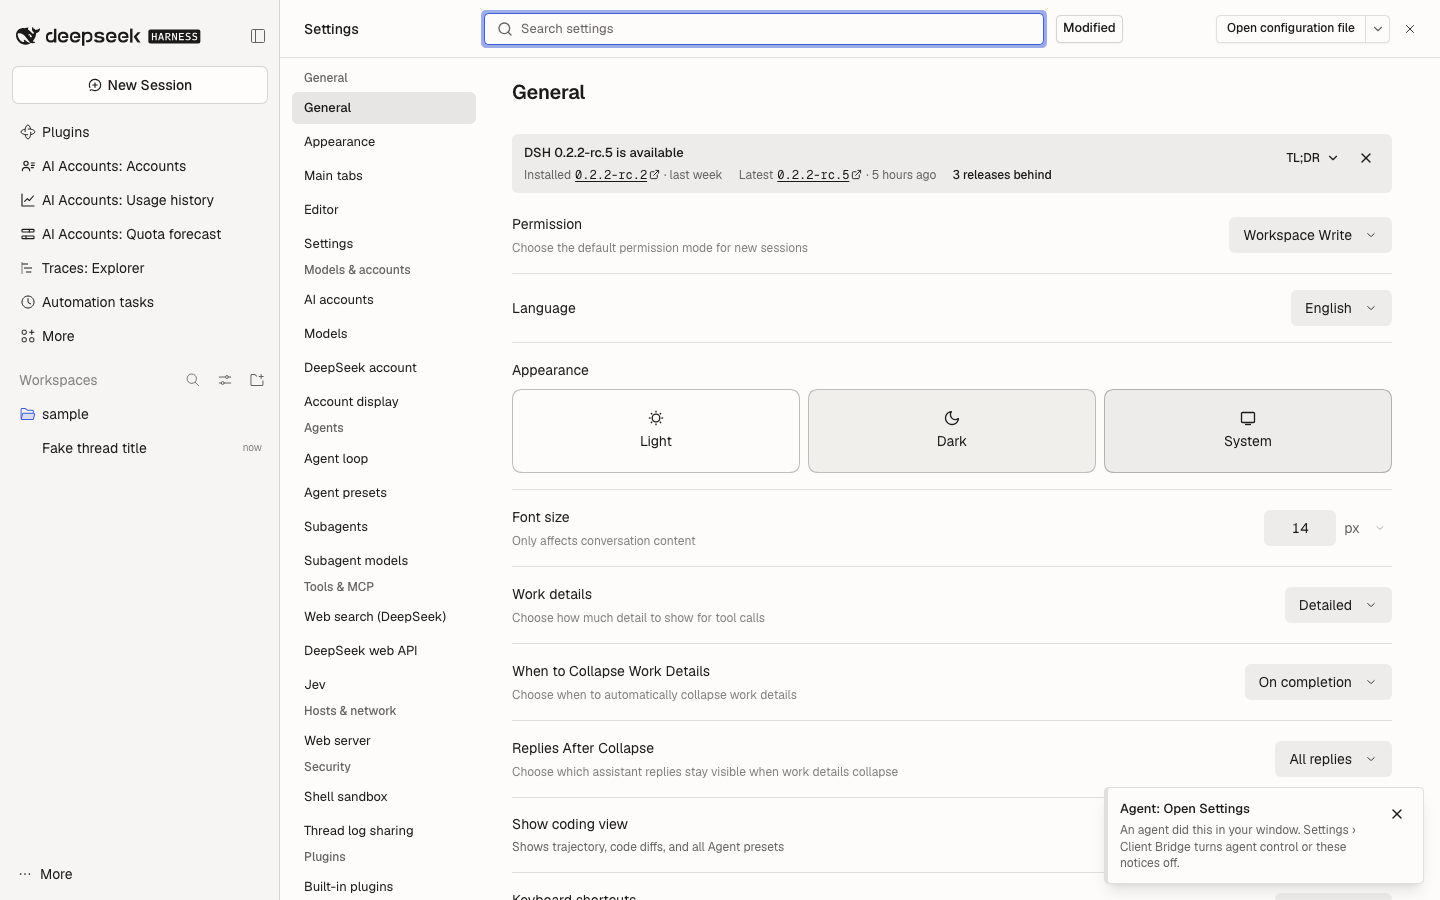 deepseek HARNESS
New Session
Plugins
AI Accounts: Accounts
AI Accounts: Usage history
AI Accounts: Quota forecast
Traces: Explorer
Automation tasks
More
Workspaces
sample
Fake thread title now
More
Settings
Search settings
Modified
Open configuration file
General
General
Appearance
Main tabs
Editor
Settings
Models & accounts
AI accounts
Models
DeepSeek account
Account display
Agents
Agent loop
Agent presets
Subagents
Subagent models
Tools & MCP
Web search (DeepSeek)
DeepSeek web API
Jev
Hosts & network
Web server
Security
Shell sandbox
Thread log sharing
Plugins
Built-in plugins
General
DSH 0.2.2-rc.5 is available
TL;DR
Installed 0.2.2-rc.2 · last week Latest 0.2.2-rc.5 · 5 hours ago 3 releases behind
Permission
Choose the default permission mode for new sessions
Workspace Write
Language
English
Appearance
Light
Dark
System
Font size
Only affects conversation content
14 px
Work details
Choose how much detail to show for tool calls
Detailed
When to Collapse Work Details
Choose when to automatically collapse work details
On completion
Replies After Collapse
Choose which assistant replies stay visible when work details collapse
All replies
Show coding view
Shows trajectory, code diffs, and all Agent presets
Keyboard shortcuts
Agent: Open Settings
An agent did this in your window. Settings ›
Client Bridge turns agent control or these
notices off.